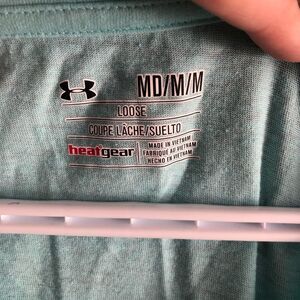 MD/M/M
LOOSE
COUPE LÂCHE/SUELTO
heatgear
MADE IN VIETNAM
FABRIQUÉ AU VIETNAM
HECHO EN VIETNAM